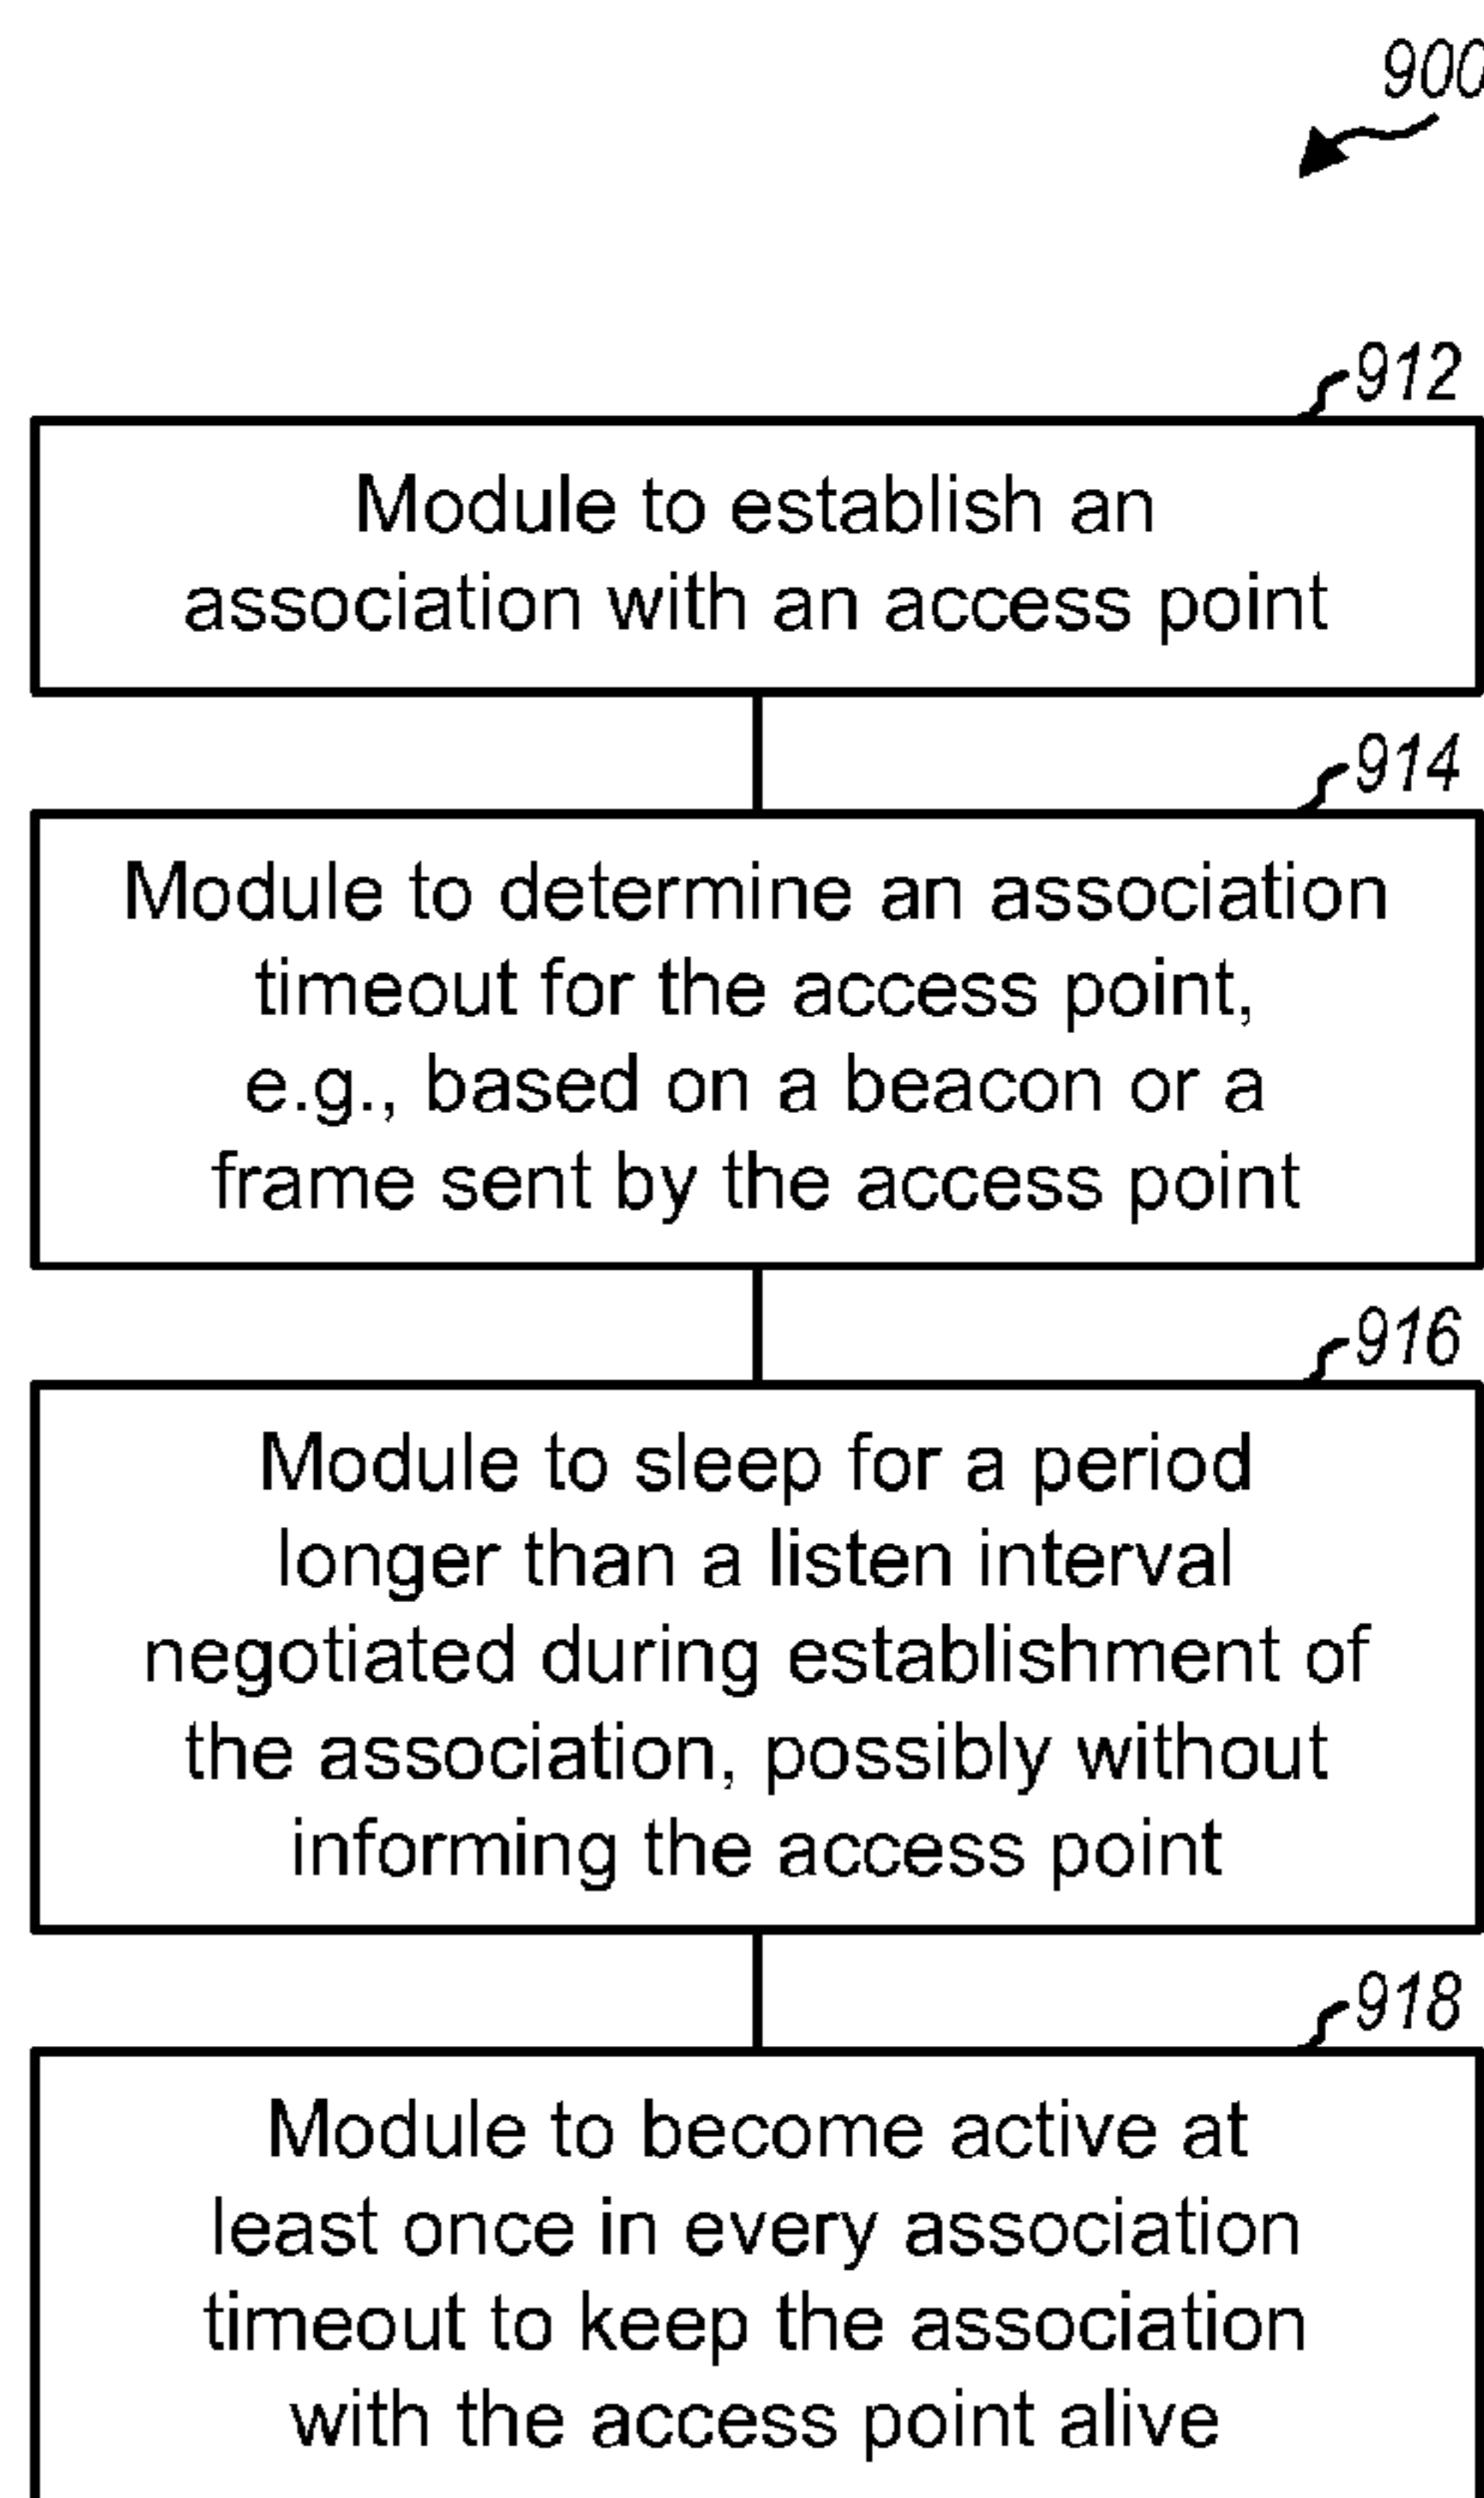 900
912
Module to establish an
association with an access point
914
Module to determine an association
timeout for the access point,
e.g., based on a beacon or a
frame sent by the access point
916
Module to sleep for a period
longer than a listen interval
negotiated during establishment of
the association, possibly without
informing the access point
918
Module to become active at
least once in every association
timeout to keep the association
with the access point alive